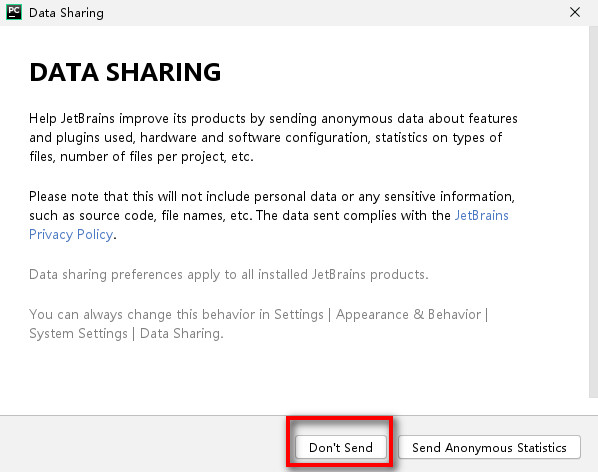 PC Data Sharing
DATA SHARING
Help JetBrains improve its products by sending anonymous data about features
and plugins used, hardware and software configuration, statistics on types of
files, number of files per project, etc.
Please note that this will not include personal data or any sensitive information,
such as source code, file names, etc. The data sent complies with the JetBrains
Privacy Policy.
Data sharing preferences apply to all installed JetBrains products.
You can always change this behavior in Settings | Appearance & Behavior |
System Settings | Data Sharing.
Don't Send Send Anonymous Statistics